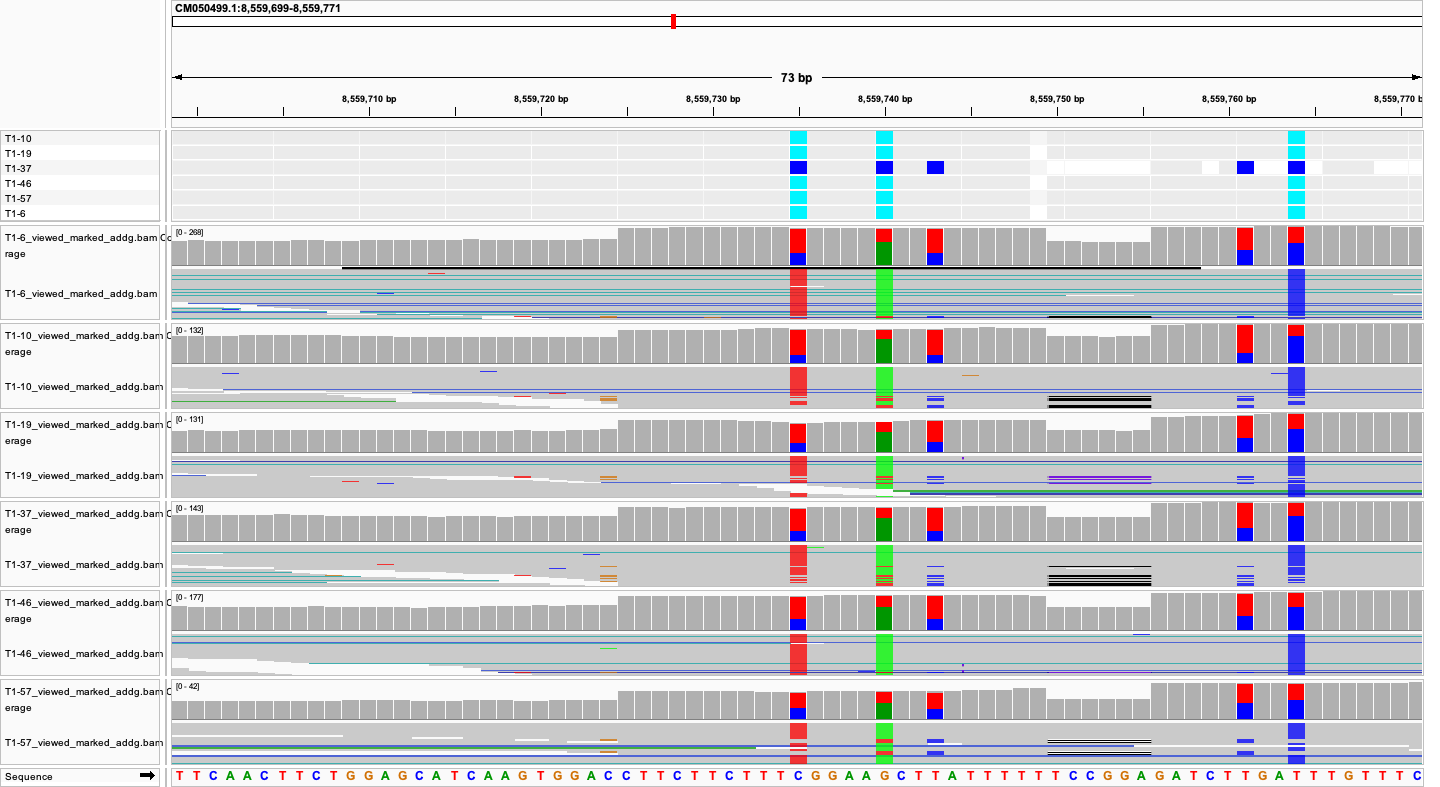 CM050499.1:8,559,699-8,559,771
73 bp
8,559,710 bp 8,559,720 bp 8,559,730 bp 8,559,740 bp 8,559,750 bp 8,559,760 bp 8,559,770 b
T1-10
T1-19
T1-37
T1-46
T1-57
T1-6
T1-6_viewed_marked_addg.bam Co [0 - 268]
rage
T1-6_viewed_marked_addg.bam
T1-10_viewed_marked_addg.bam C [0 - 132]
erage
T1-10_viewed_marked_addg.bam
T1-19_viewed_marked_addg.bam C [0 - 131]
erage
T1-19_viewed_marked_addg.bam
T1-37_viewed_marked_addg.bam C [0 - 143]
erage
T1-37_viewed_marked_addg.bam
T1-46_viewed_marked_addg.bam C [0 - 177]
erage
T1-46_viewed_marked_addg.bam
T1-57_viewed_marked_addg.bam C [0 - 42]
erage
T1-57_viewed_marked_addg.bam
Sequence T T C A A C T T C T G G A G C A T C A A G T G G A C C T T C T T C T T T C G G A A G C T T A T T T T T T C C G G A G A T C T T G A T T T G T T T C